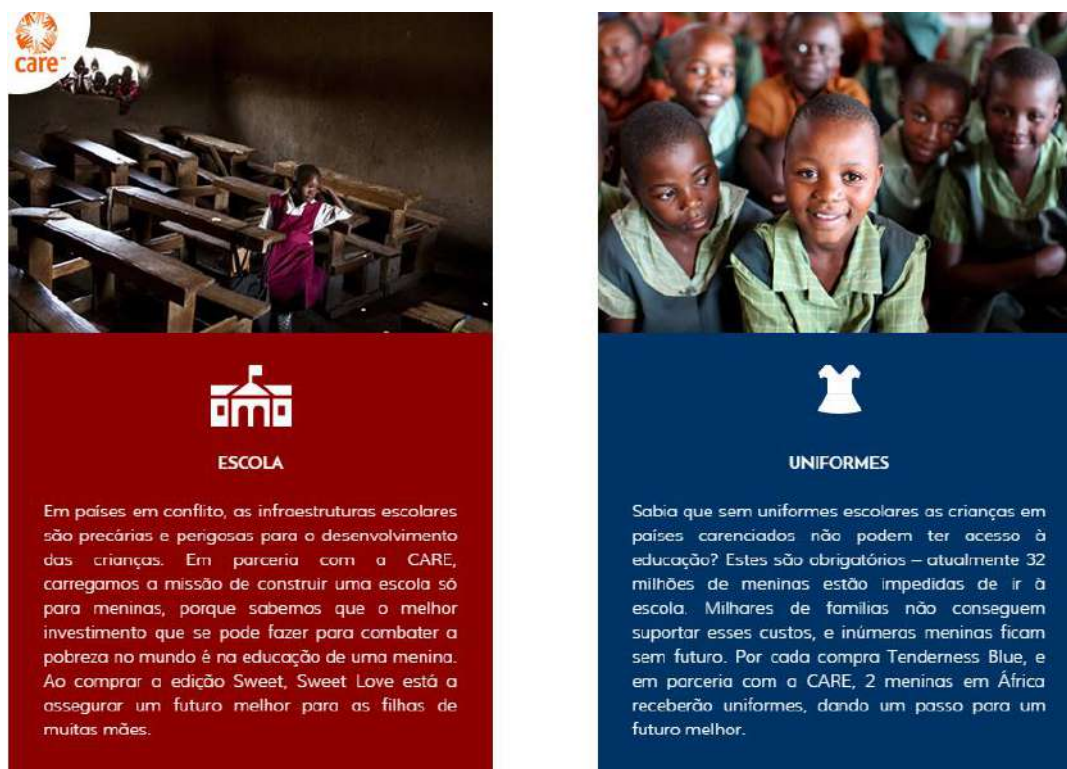 care
ESCOLA
Em países em conflito, as infraestruturas escolares
são precárias e perigosas para o desenvolvimento
das crianças. Em parceria com a CARE,
carregamos a missão de construir uma escola só
para meninas, porque sabemos que o melhor
investimento que se pode fazer para combater a
pobreza no mundo é na educação de uma menina.
Ao comprar a edição Sweet, Sweet Love está a
assegurar um futuro melhor para as filhas de
muitas mães.
UNIFORMES
Sabia que sem uniformes escolares as crianças em
países carenciados não podem ter acesso à
educação? Estes são obrigatórios – atualmente 32
milhões de meninas estão impedidas de ir à
escola. Milhares de famílias não conseguem
suportar esses custos, e inúmeras meninas ficam
sem futuro. Por cada compra Tenderness Blue, e
em parceria com a CARE, 2 meninas em África
receberão uniformes, dando um passo para um
futuro melhor.